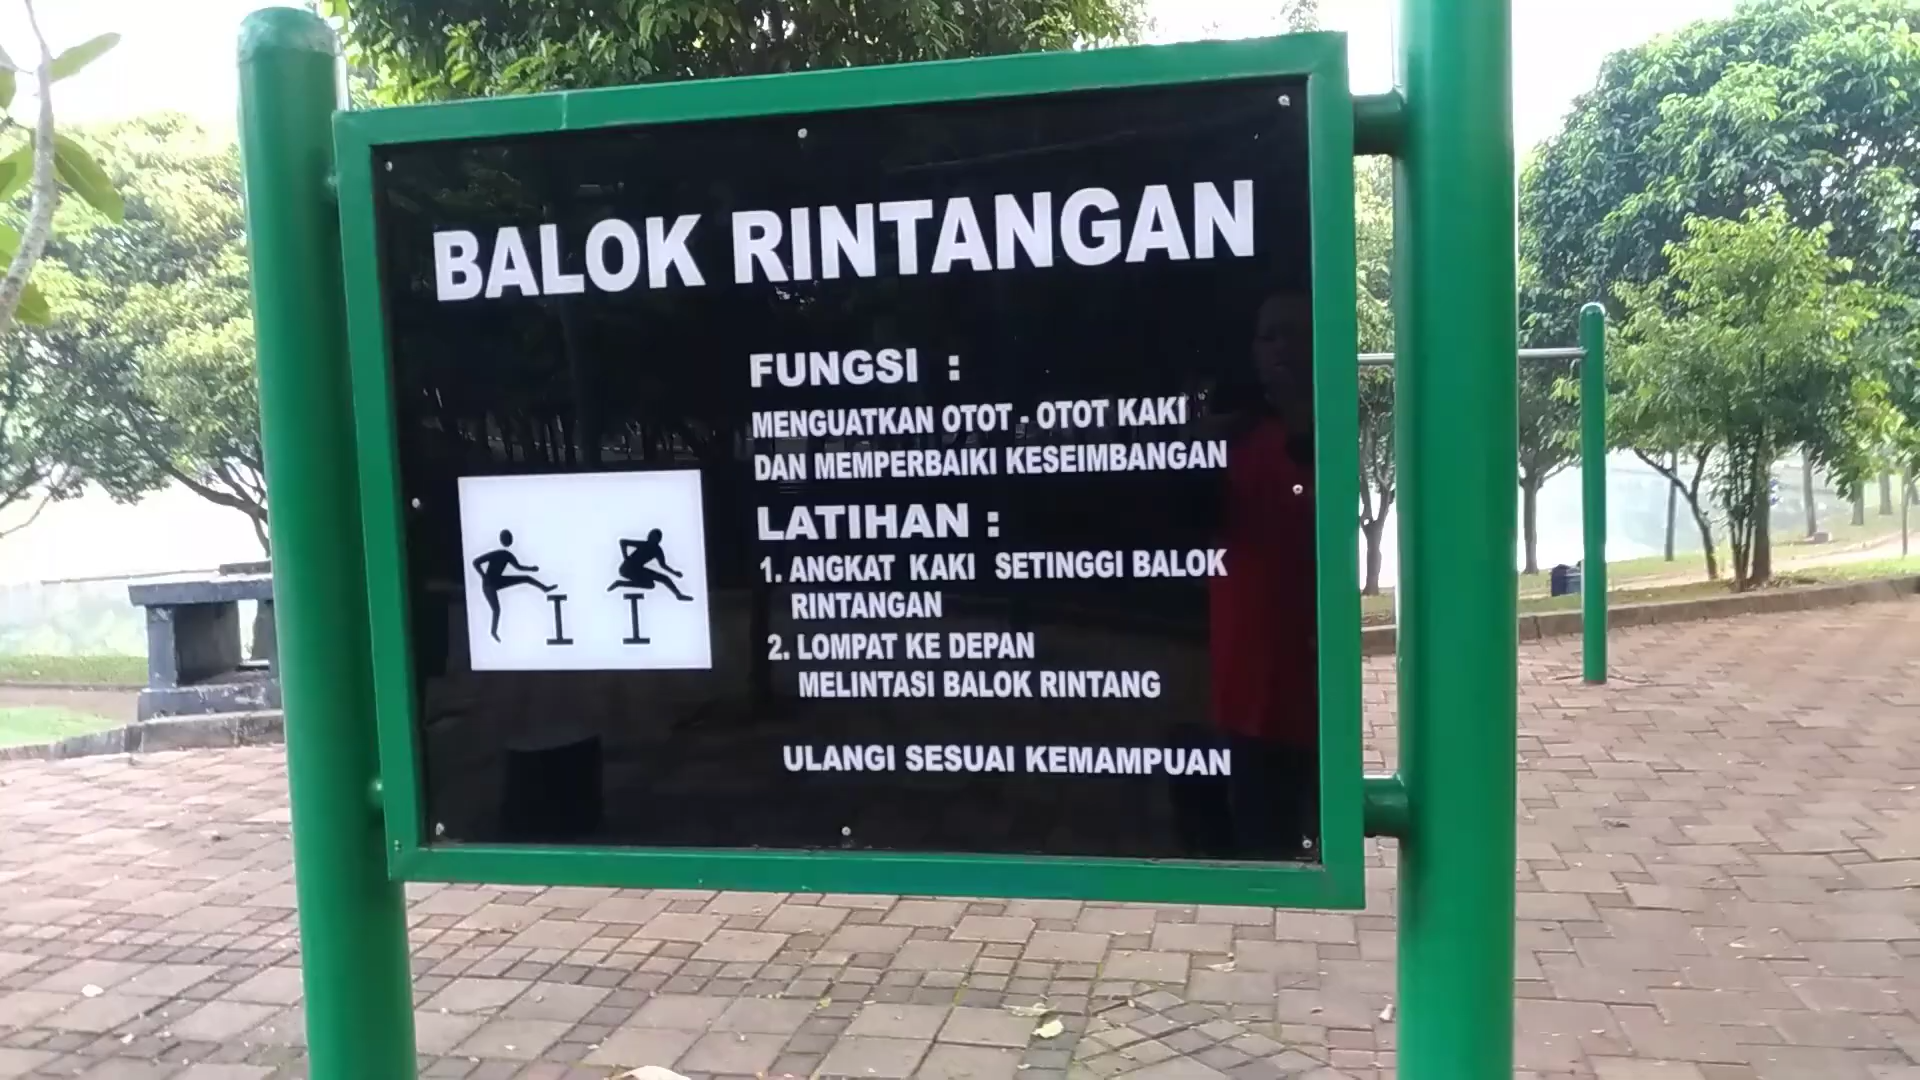 BALOK RINTANGAN
FUNGSI :
MENGUATKAN OTOT - OTOT KAKI
DAN MEMPERBAIKI KESEIMBANGAN
LATIHAN :
1. ANGKAT KAKI SETINGGI BALOK
RINTANGAN
2. LOMPAT KE DEPAN
MELINTASI BALOK RINTANG
ULANGI SESUAI KEMAMPUAN